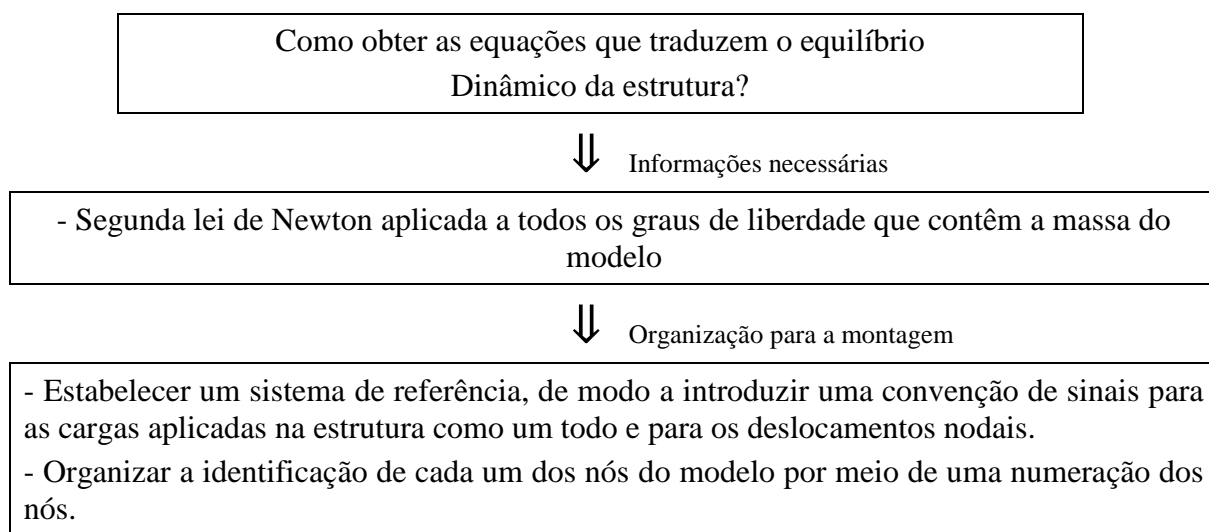 Como obter as equações que traduzem o equilíbrio
Dinâmico da estrutura?
Informações necessárias
- Segunda lei de Newton aplicada a todos os graus de liberdade que contêm a massa do
modelo
Organização para a montagem
- Estabelecer um sistema de referência, de modo a introduzir uma convenção de sinais para
as cargas aplicadas na estrutura como um todo e para os deslocamentos nodais.
- Organizar a identificação de cada um dos nós do modelo por meio de uma numeração dos
nós.